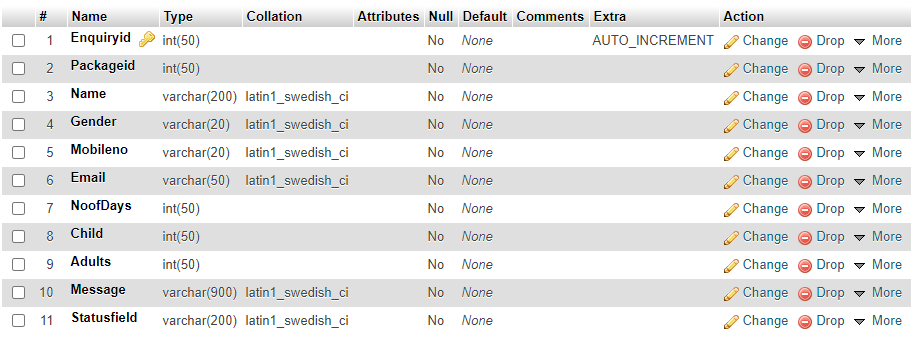 # Name Type Collation Attributes Null Default Comments Extra Action
1 Enquiryid int(50) No None AUTO_INCREMENT Change Drop More
2 Packageid int(50) No None Change Drop More
3 Name varchar(200) latin1_swedish_ci No None Change Drop More
4 Gender varchar(20) latin1_swedish_ci No None Change Drop More
5 Mobileno varchar(20) latin1_swedish_ci No None Change Drop More
6 Email varchar(50) latin1_swedish_ci No None Change Drop More
7 NoofDays int(50) No None Change Drop More
8 Child int(50) No None Change Drop More
9 Adults int(50) No None Change Drop More
10 Message varchar(900) latin1_swedish_ci No None Change Drop More
11 Statusfield varchar(200) latin1_swedish_ci No None Change Drop More